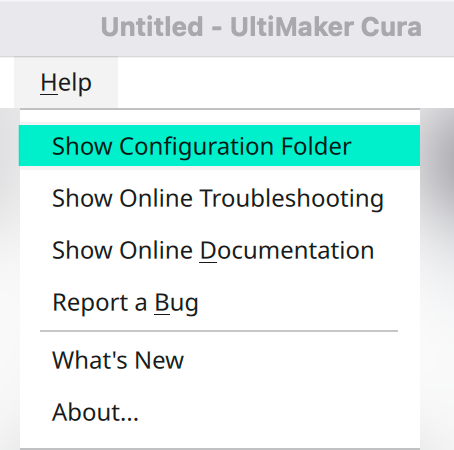 Untitled - UltiMaker Cura
Help
Show Configuration Folder
Show Online Troubleshooting
Show Online Documentation
Report a Bug
What's New
About...